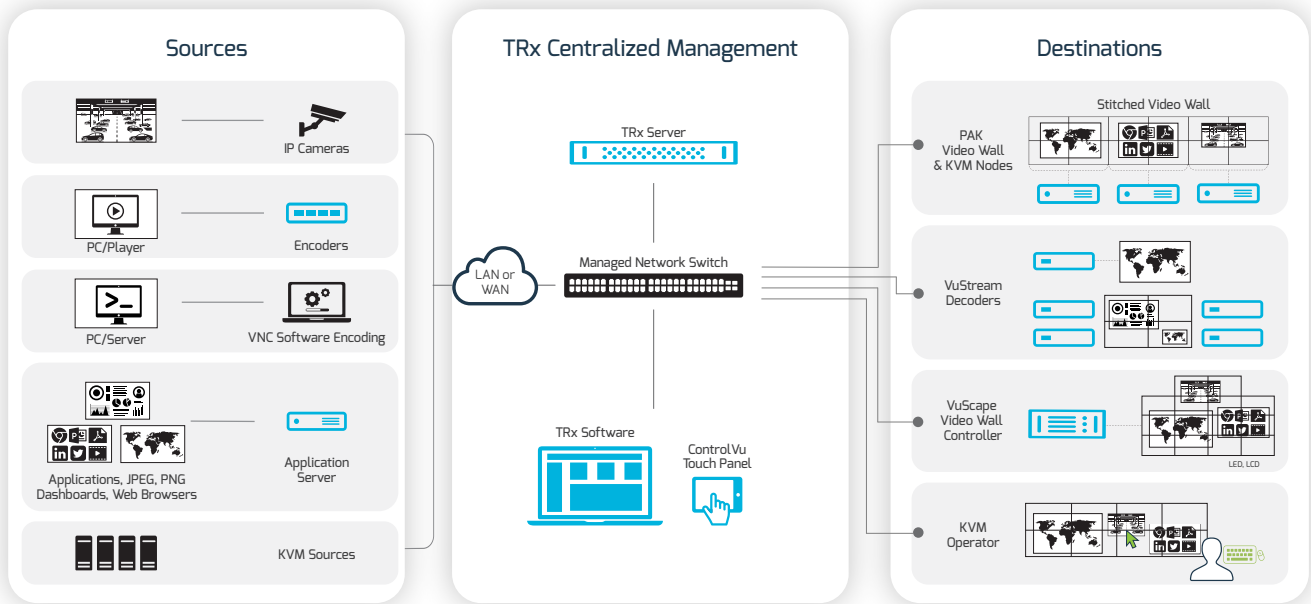 Sources
IP Cameras
PC/Player
Encoders
PC/Server
VNC Software Encoding
Applications, JPEG, PNG
Dashboards, Web Browsers
Application
Server
KVM Sources
TRx Centralized Management
TRx Server
LAN or
WAN
Managed Network Switch
TRx Software
ControlVu
Touch Panel
Destinations
PAK
Video Wall
& KVM Nodes
Stitched Video Wall
VuStream
Decoders
VuScape
Video Wall
Controller
LED, LCD
KVM
Operator